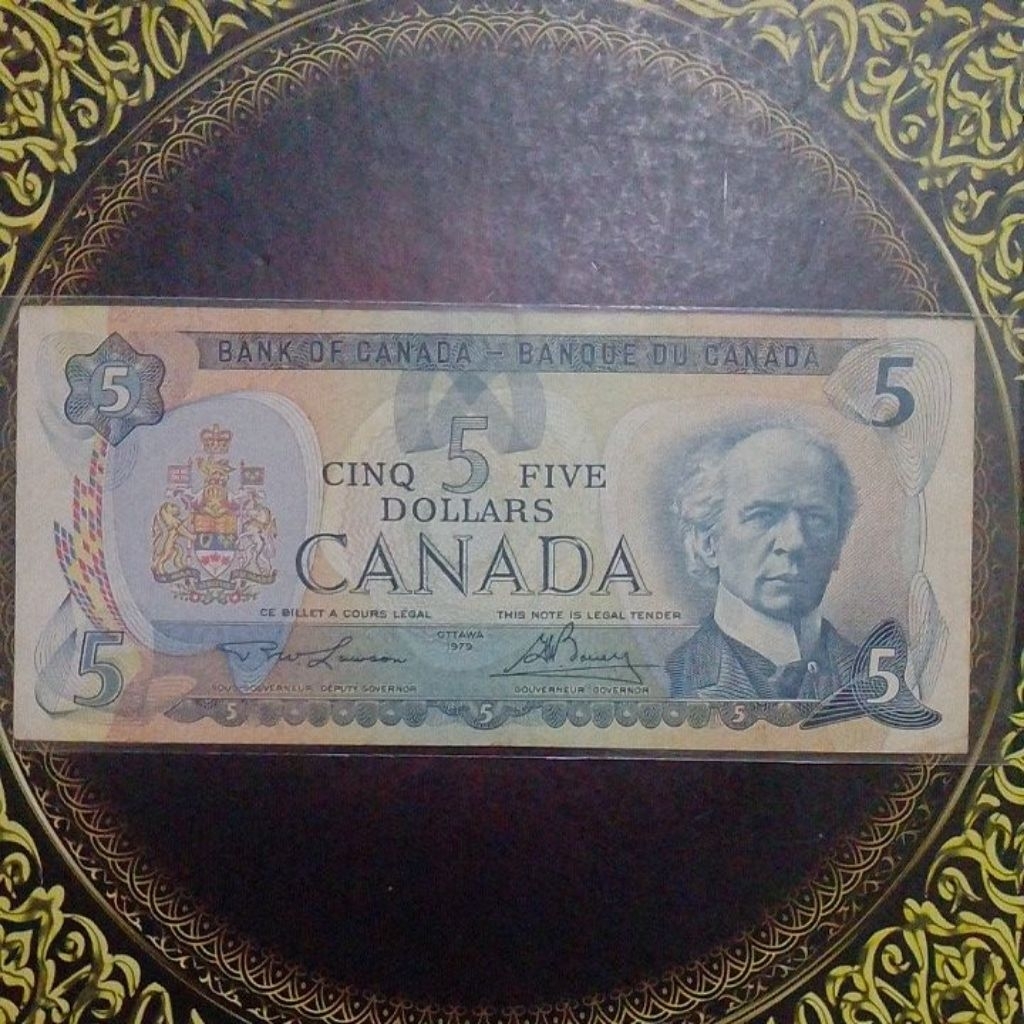 BANK OF CANADA – BANQUE DU CANADA
5 5
5
CINQ FIVE
DOLLARS
CANADA
CE BILLET A COURS LÉGAL THIS NOTE IS LEGAL TENDER
OTTAWA
1979
5 5
SOUS-GOUVERNEUR DEPUTY GOVERNOR GOUVERNEUR GOVERNOR
5 5 5